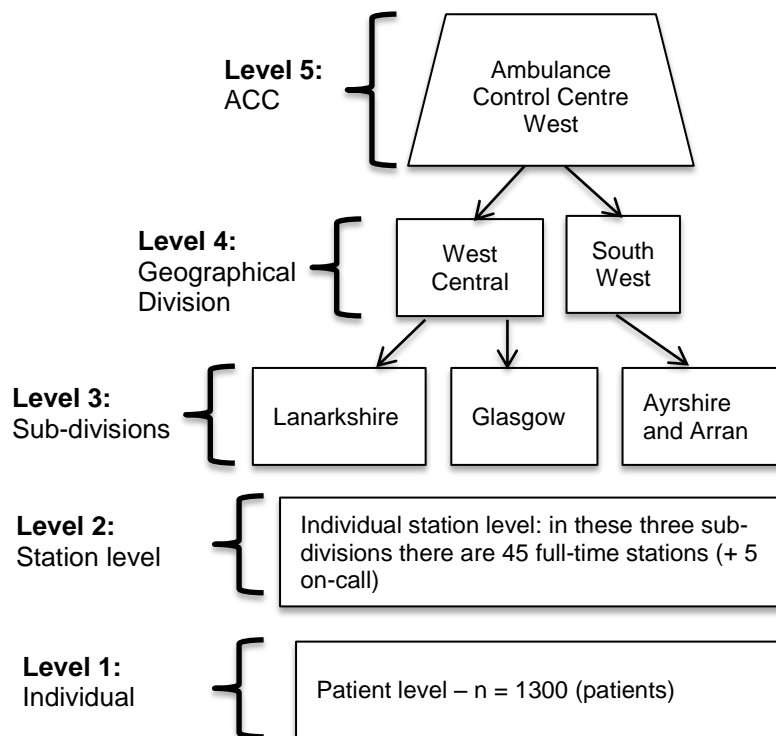 Level 5:
ACC
Ambulance
Control Centre
West
Level 4:
Geographical
Division
West
Central
South
West
Level 3:
Sub-divisions
Lanarkshire
Glasgow
Ayrshire
and Arran
Level 2:
Station level
Individual station level: in these three sub-
divisions there are 45 full-time stations (+ 5
on-call)
Level 1:
Individual
Patient level – n = 1300 (patients)